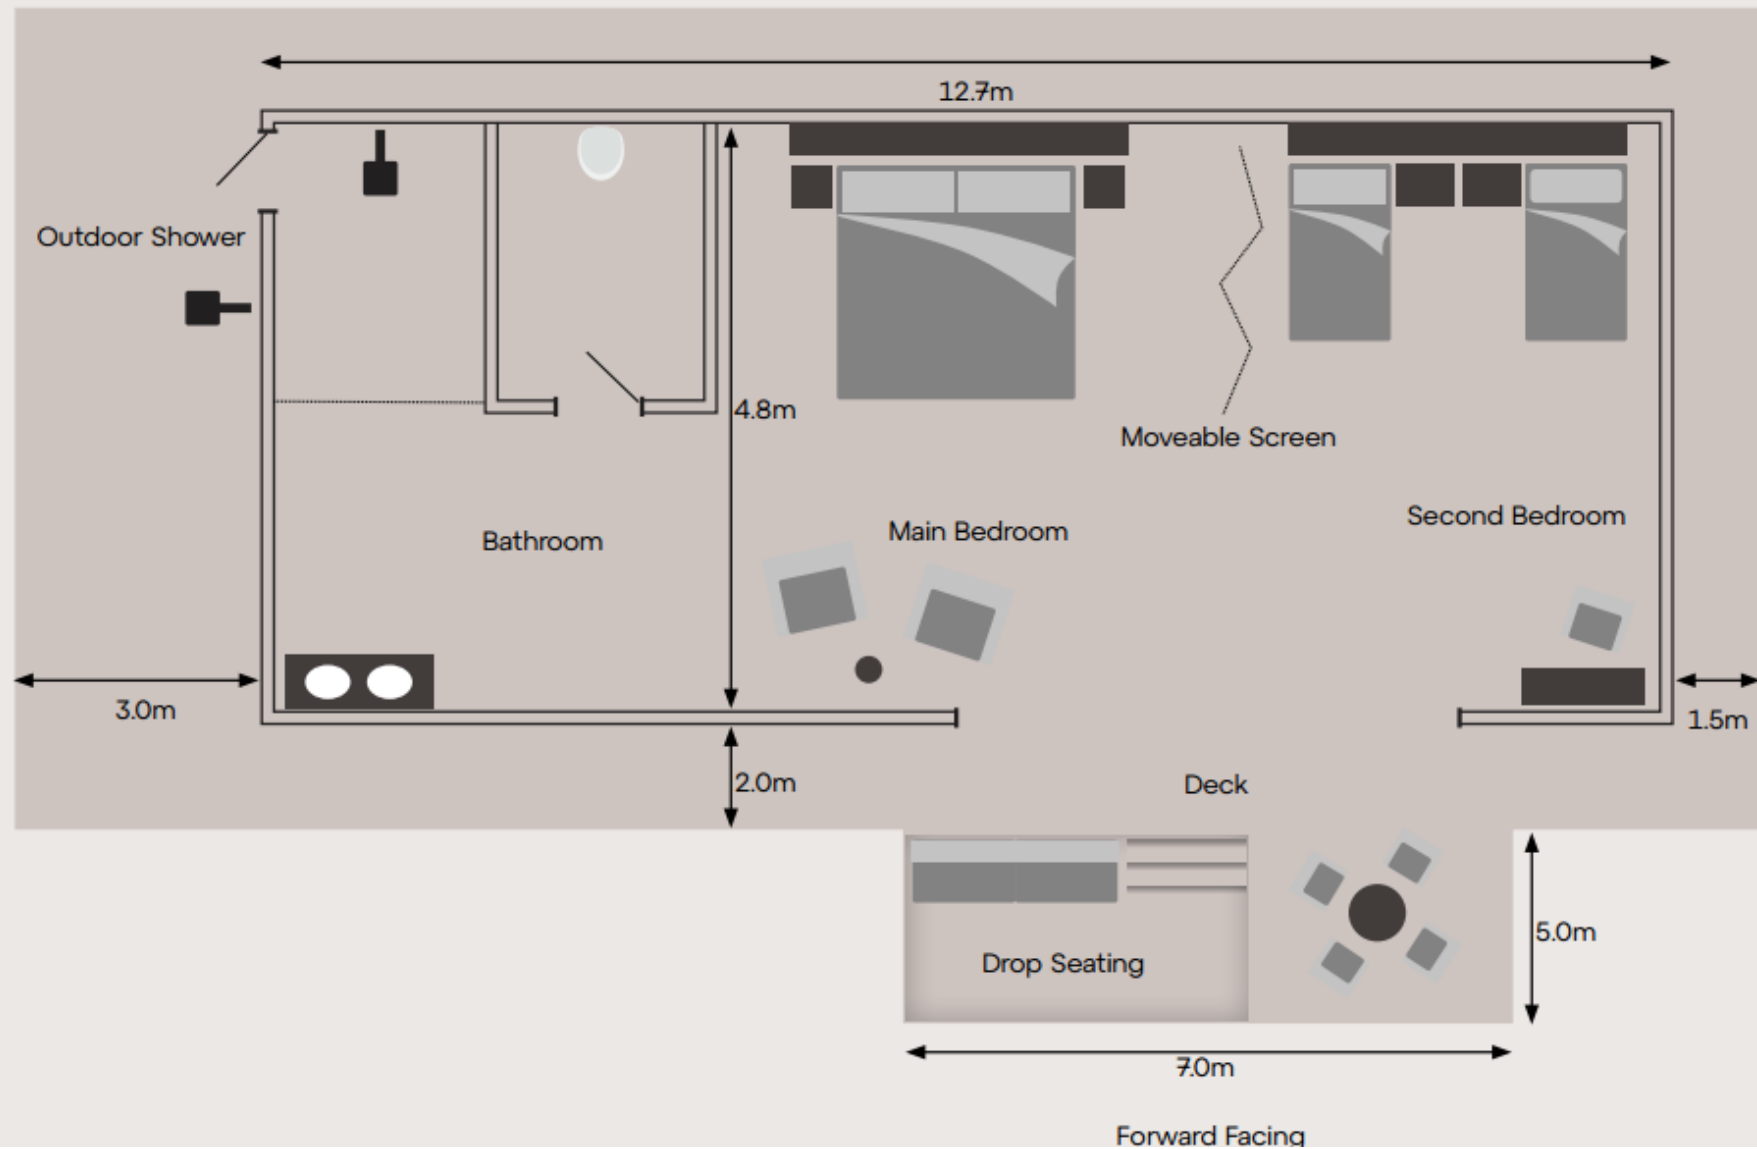 12.7m
Outdoor Shower
4.8m
Moveable Screen
Second Bedroom
Main Bedroom
Bathroom
3.0m
1.5m
2.0m
Deck
5.0m
Drop Seating
7.0m
Forward Facing